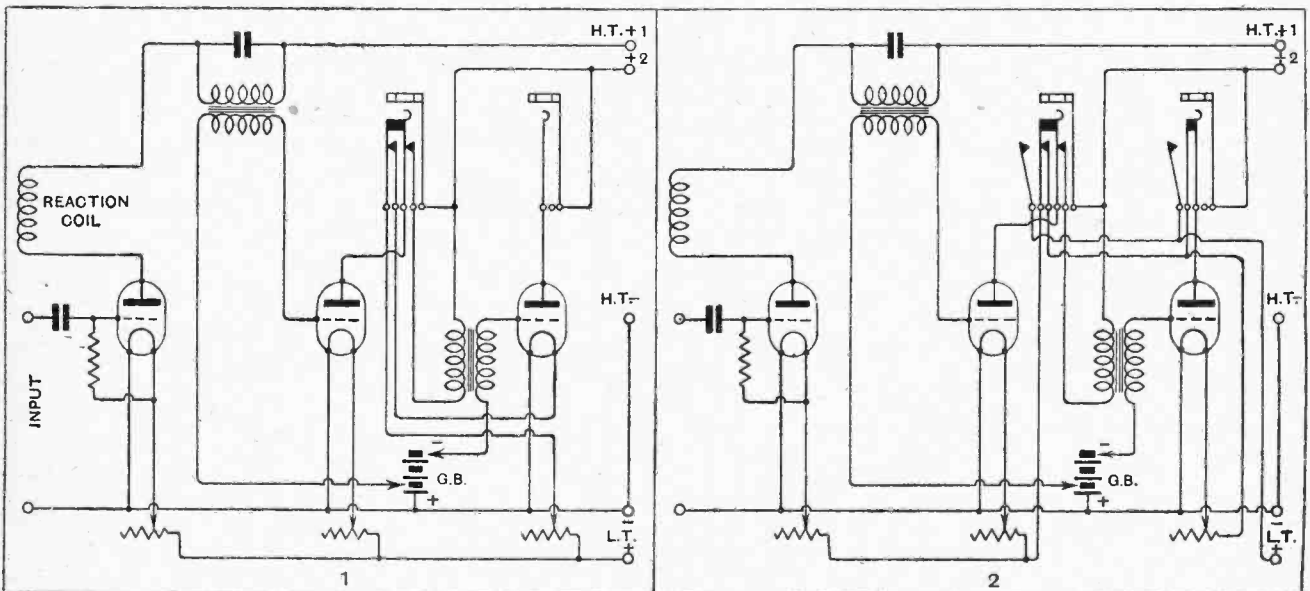 H.T.+1
+2
REACTION
COIL
H.T.-
INPUT
-
G.B.
+
-
L.T.
+
1
H.T.+1
+2
H.T.-
-
G.B.
+
-
L.T.
+
2